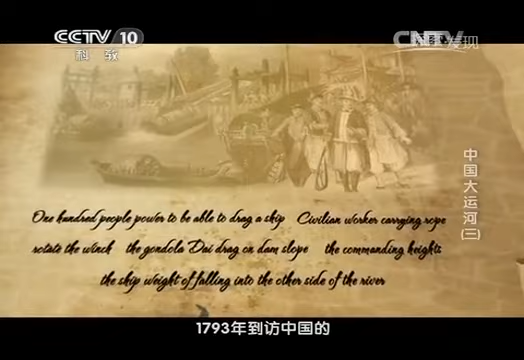 CCTV 10
科教
CNTV 发现
中国大运河(三)
One hundred people power to be able to drag a ship Civilian worker carrying rope
rotate the winch the gondola Dai drag on dam slope the commanding heights
the ship weight of falling into the other side of the river
1793年到访中国的